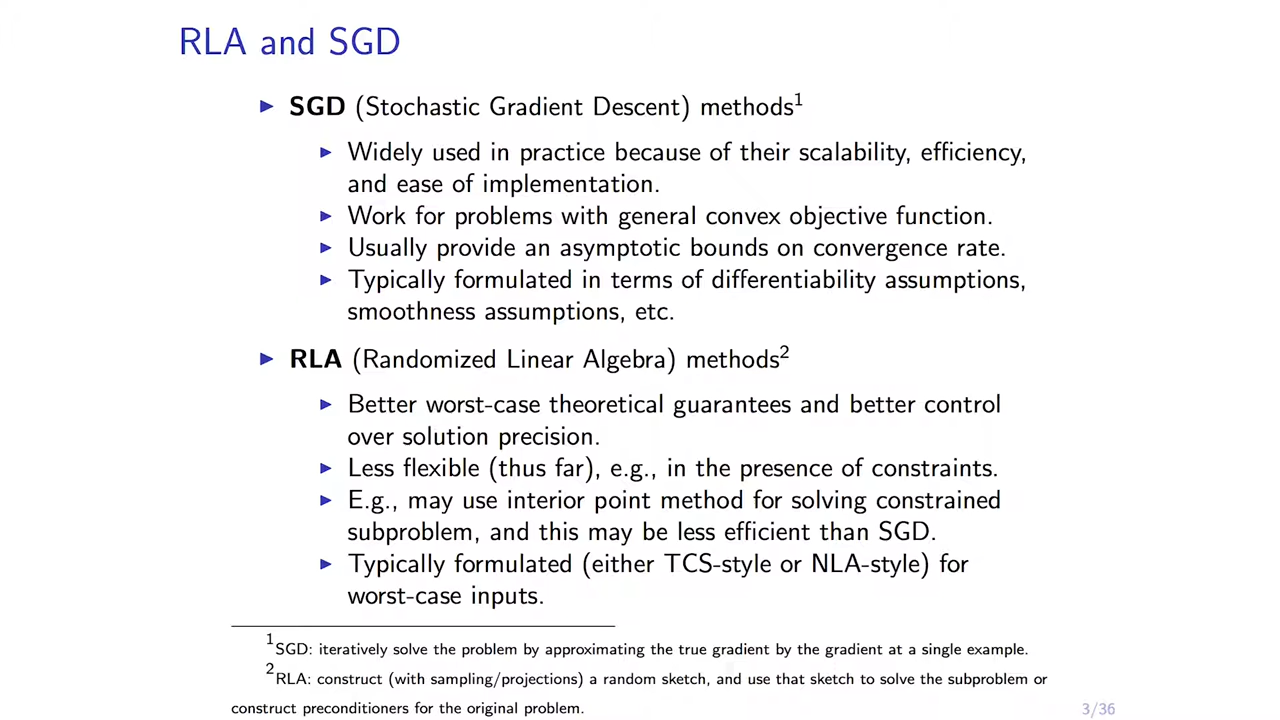 RLA and SGD
▶ SGD (Stochastic Gradient Descent) methods¹
▶ Widely used in practice because of their scalability, efficiency,
and ease of implementation.
▶ Work for problems with general convex objective function.
▶ Usually provide an asymptotic bounds on convergence rate.
▶ Typically formulated in terms of differentiability assumptions,
smoothness assumptions, etc.
▶ RLA (Randomized Linear Algebra) methods²
▶ Better worst-case theoretical guarantees and better control
over solution precision.
▶ Less flexible (thus far), e.g., in the presence of constraints.
▶ E.g., may use interior point method for solving constrained
subproblem, and this may be less efficient than SGD.
▶ Typically formulated (either TCS-style or NLA-style) for
worst-case inputs.
¹SGD: iteratively solve the problem by approximating the true gradient by the gradient at a single example.
²RLA: construct (with sampling/projections) a random sketch, and use that sketch to solve the subproblem or
construct preconditioners for the original problem.
3/36